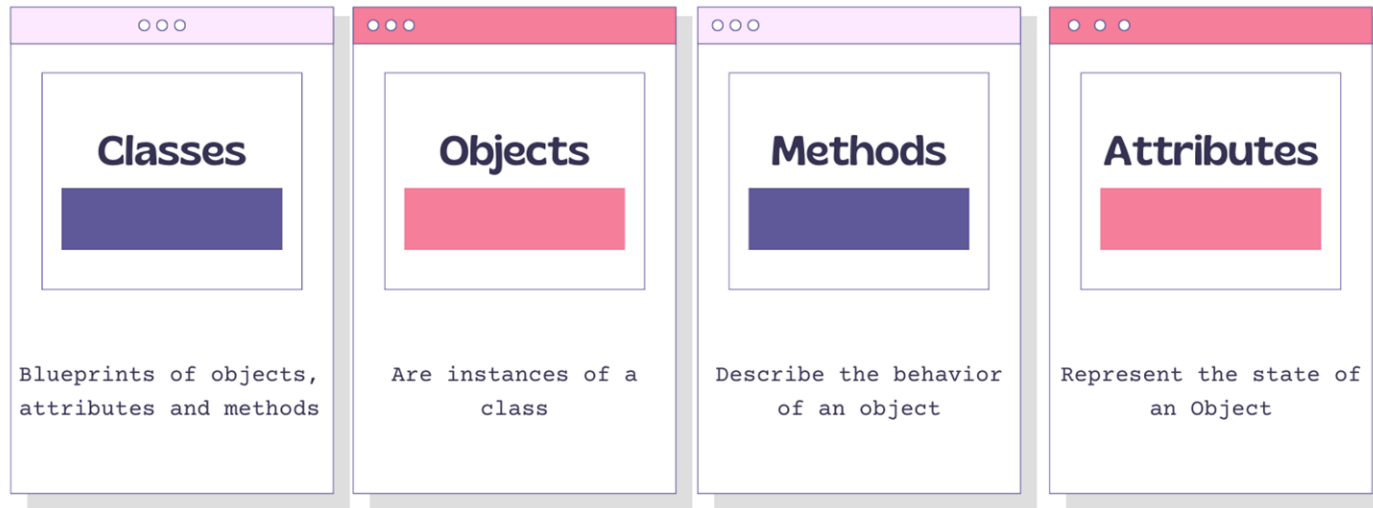 Classes
Blueprints of objects,
attributes and methods
Objects
Are instances of a
class
Methods
Describe the behavior
of an object
Attributes
Represent the state of
an Object